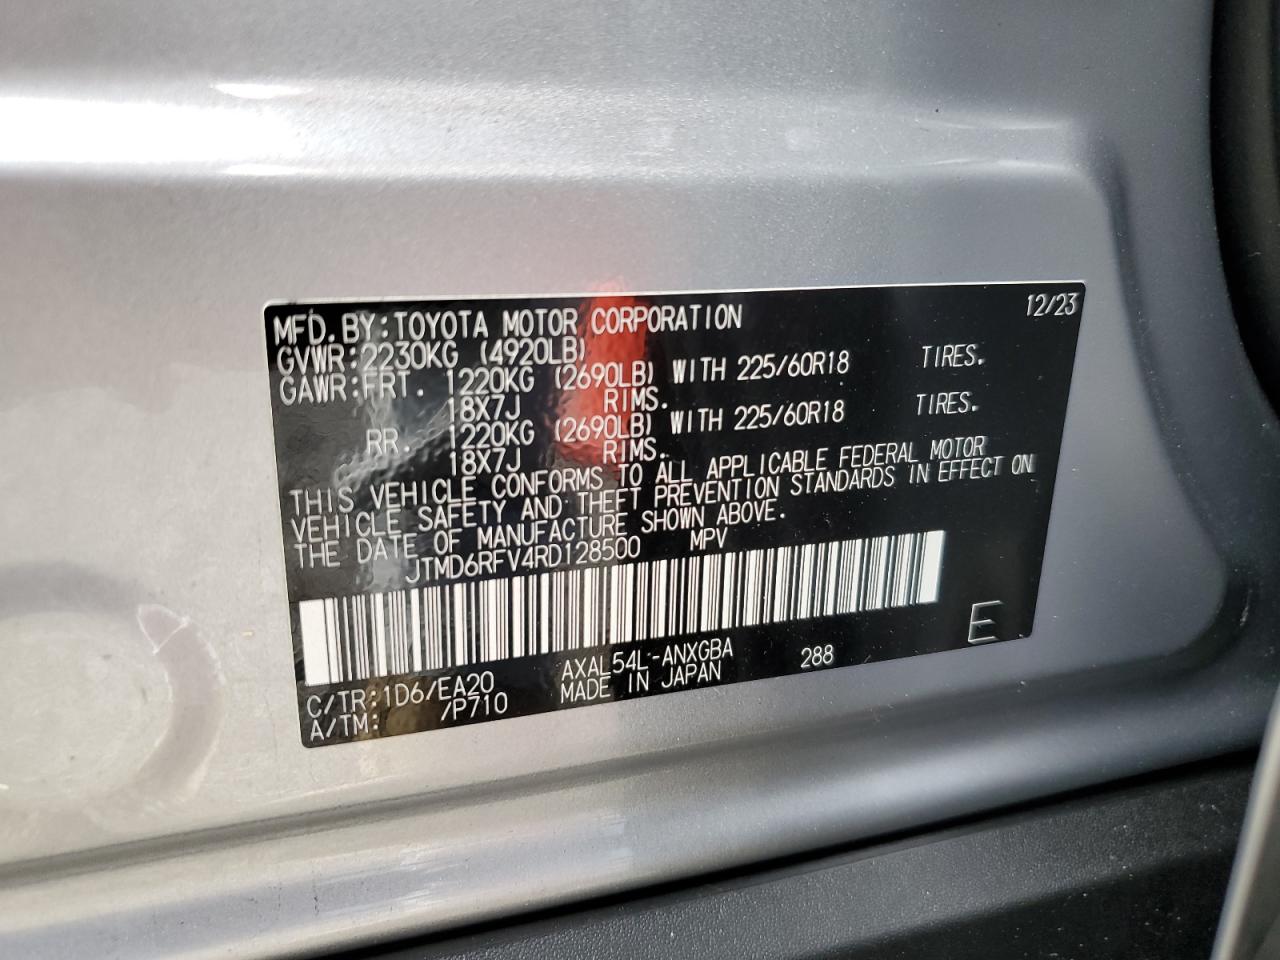 MFD.BY:TOYOTA MOTOR CORPORATION 12/23
GVWR:2230KG (4920LB)
GAWR:FRT. 1220KG (2690LB) WITH 225/60R18 TIRES.
18X7J RIMS.
RR. 1220KG (2690LB) WITH 225/60R18 TIRES.
18X7J RIMS.
THIS VEHICLE CONFORMS TO ALL APPLICABLE FEDERAL MOTOR
VEHICLE SAFETY AND THEFT PREVENTION STANDARDS IN EFFECT ON
THE DATE OF MANUFACTURE SHOWN ABOVE.
JTMD6RFV4RD128500 MPV
E
C/TR:1D6/EA20 AXAL54L-ANXGBA 288
A/TM: /P710 MADE IN JAPAN